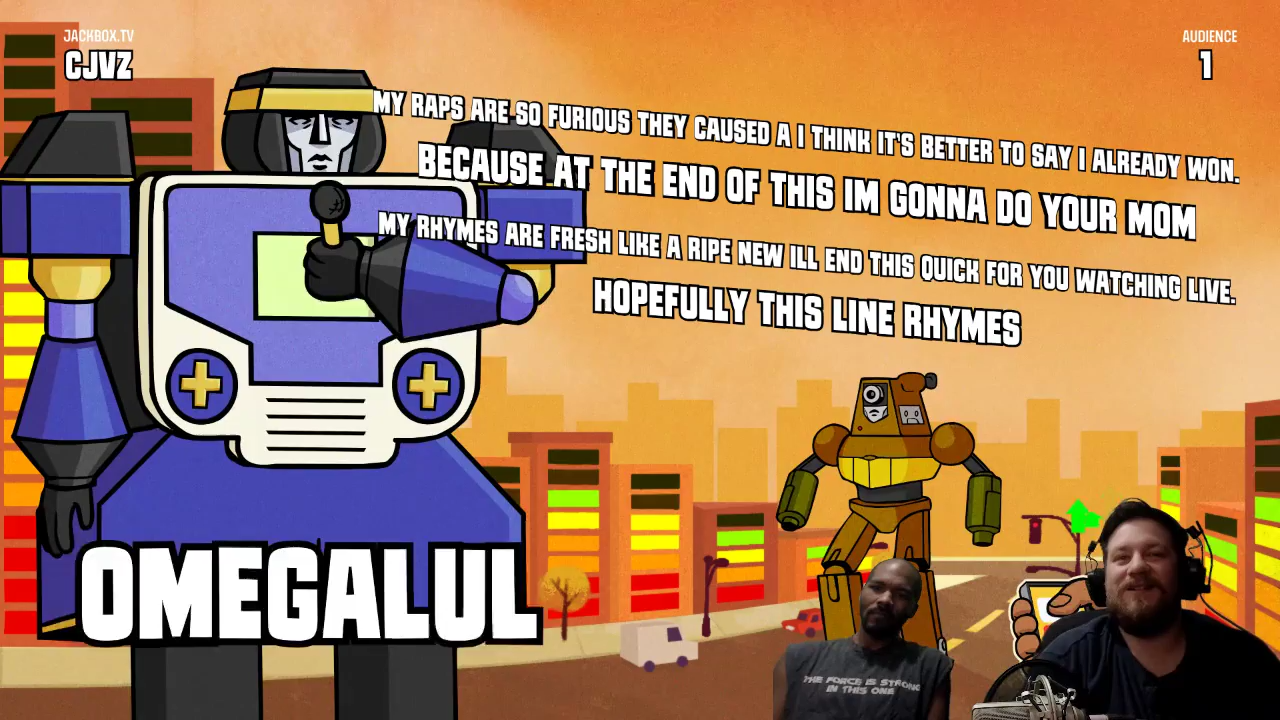 JACKBOX.TV
CJVZ
AUDIENCE
1
MY RAPS ARE SO FURIOUS THEY CAUSED A I THINK IT'S BETTER TO SAY I ALREADY WON.
BECAUSE AT THE END OF THIS IM GONNA DO YOUR MOM
MY RHYMES ARE FRESH LIKE A RIPE NEW ILL END THIS QUICK FOR YOU WATCHING LIVE.
HOPEFULLY THIS LINE RHYMES
OMEGALUL
THE FORCE IS STRONG
IN THIS ONE